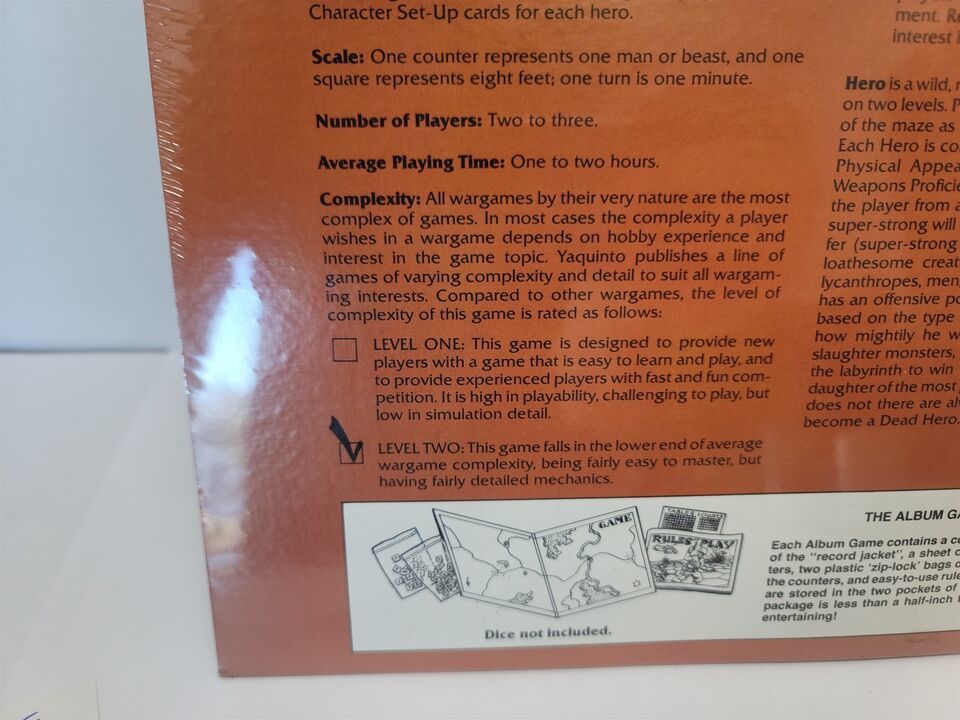 Character Set-Up cards for each hero.
Scale: One counter represents one man or beast, and one
square represents eight feet; one turn is one minute.
Number of Players: Two to three.
Average Playing Time: One to two hours.
Complexity: All wargames by their very nature are the most
complex of games. In most cases the complexity a player
wishes in a wargame depends on hobby experience and
interest in the game topic. Yaquinto publishes a line of
games of varying complexity and detail to suit all wargam-
ing interests. Compared to other wargames, the level of
complexity of this game is rated as follows:
LEVEL ONE: This game is designed to provide new
players with a game that is easy to learn and play, and
to provide experienced players with fast and fun com-
petition. It is high in playability, challenging to play, but
low in simulation detail.
LEVEL TWO: This game falls in the lower end of average
wargame complexity, being fairly easy to master, but
having fairly detailed mechanics.
ment.
interest
Hero is a wild,
on two levels.
of the maze as
Each Hero is
Physical
Weapons
the player from
super-strong will
fer (super-strong
loathesome
lycanthropes, men,
has an offensive
based on the type
how mightily he
slaughter monsters,
the labyrinth to win
daughter of the most
does not there are
become a Dead Hero.
GAME
TABLES CHARTS
RULES PLAY
Dice not included.
THE ALBUM
Each Album Game contains a
of the "record jacket", a sheet
ters, two plastic 'zip-lock' bags
the counters, and easy-to-use
are stored in the two pockets of
package is less than a half-inch
entertaining!